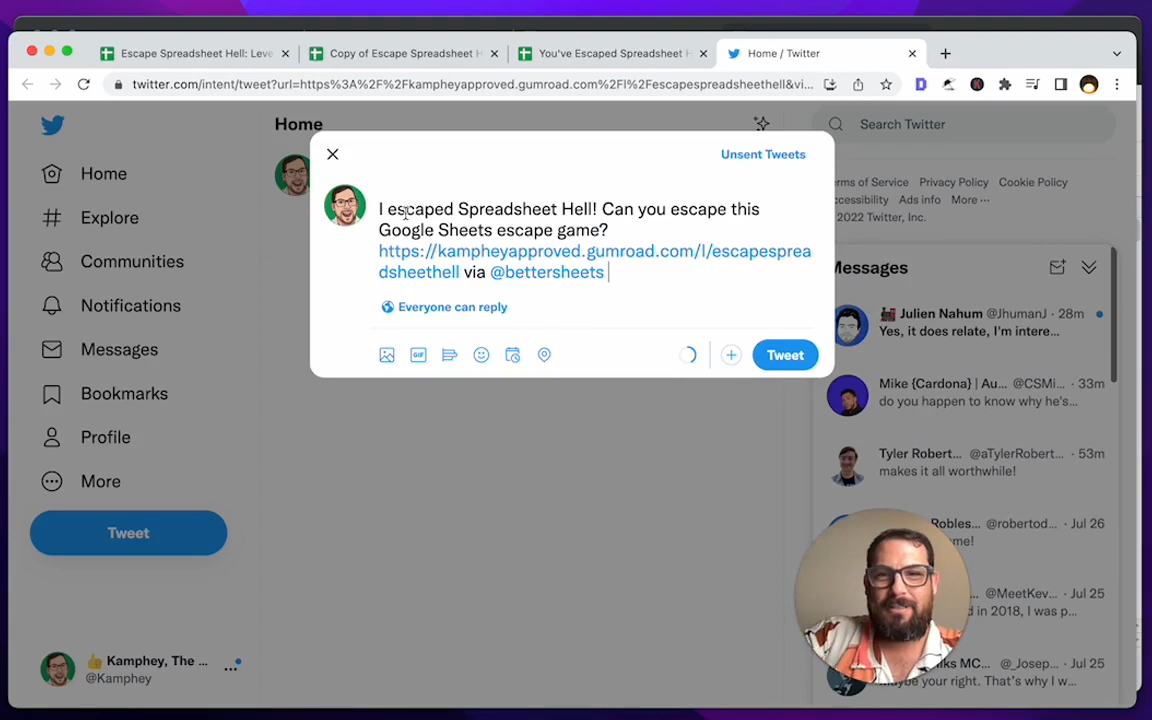 Escape Spreadsheet Hell: Leve
Copy of Escape Spreadsheet H
You've Escaped Spreadsheet H
Home / Twitter
twitter.com/intent/tweet?url=https%3A%2F%2Fkampheyapproved.gumroad.com%2Fl%2Fescapespreadsheethell&vi...
Home
Search Twitter
Home
Explore
Communities
Notifications
Messages
Bookmarks
Profile
More
Tweet
Kamphey, The ...
@Kamphey
Unsent Tweets
I escaped Spreadsheet Hell! Can you escape this
Google Sheets escape game?
https://kampheyapproved.gumroad.com/l/escapesprea
dsheethell via @bettersheets
Everyone can reply
GIF
Tweet
rms of Service Privacy Policy Cookie Policy
cessibility Ads info More
2022 Twitter, Inc.
Messages
Julien Nahum @JhumanJ · 28m
Yes, it does relate, I'm intere...
Mike {Cardona} | Au... @CSMi... · 33m
do you happen to know why he's...
Tyler Robert... @aTylerRobert... · 53m
makes it all worthwhile!
Robles... @robertod... · Jul 26
me!
@MeetKev... · Jul 25
d in 2018, I was p...
ks MC... @_Josep... · Jul 25
be your right. That's why I w...